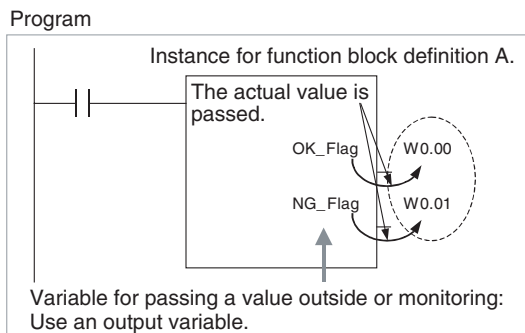 Program
Instance for function block definition A.
The actual value is
passed.
OK_Flag W0.00
NG_Flag W0.01
Variable for passing a value outside or monitoring:
Use an output variable.